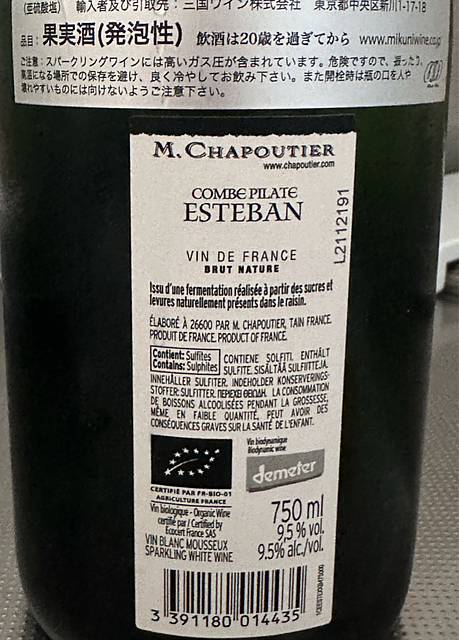 (亜硫酸塩) 輸入者及び引取先: 三国ワイン株式会社 東京都中央区新川1-17-18
品目: 果実酒(発泡性) 飲酒は20歳を過ぎてから www.mikuniwine.co.jp
ご注意: スパークリングワインには高いガス圧が含まれています。危険ですので、振ったり、
高温になる場所での保存を避け、良く冷やしてお飲み下さい。また開栓時は瓶の口を人や
壊れやすいものには向けないようご注意下さい。
M. CHAPOUTIER
www.chapoutier.com
COMBE PILATE
ESTEBAN
L2112191
VIN DE FRANCE
BRUT NATURE
Issu d'une fermentation réalisée à partir des sucres et
levures naturellement présents dans le raisin.
ÉLABORÉ À 26600 PAR M. CHAPOUTIER, TAIN FRANCE.
PRODUIT DE FRANCE. PRODUCT OF FRANCE.
Contient: Sulfites
Contains: Sulphites
CONTIENE SOLFITI, ENTHÄLT
SULFITE. SISÄLTÄÄ SULFIITTEJA.
INNEHÅLLER SULFITER. INDEHOLDER KONSERVERINGS-
STOFFER: SULFITTER. ΠΕΡΙΕΧΕΙ ΘΕΙΩΔΗ. LA CONSOMMATION
DE BOISSONS ALCOOLISÉES PENDANT LA GROSSESSE,
MÊME EN FAIBLE QUANTITÉ, PEUT AVOIR DES
CONSÉQUENCES GRAVES SUR LA SANTÉ DE L'ENFANT.
Vin biodynamique
Biodynamic wine
demeter
CERTIFIÉ PAR FR-BIO-01
AGRICULTURE FRANCE
Vin biologique - Organic Wine
certifié par / Certified by
Ecocert France SAS
VIN BLANC MOUSSEUX
SPARKLING WHITE WINE
750 ml
9,5 % vol.
9.5% alc./vol.
3 391180 014435